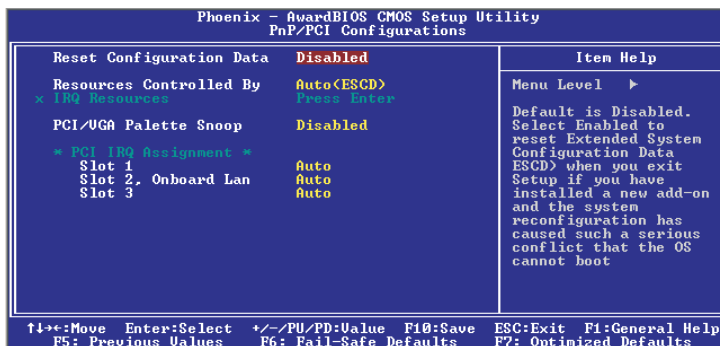 Phoenix - AwardBIOS CMOS Setup Utility
PnP/PCI Configurations
Reset Configuration Data Disabled
Resources Controlled By Auto(ESCD)
x IRQ Resources Press Enter
PCI/VGA Palette Snoop Disabled
* PCI IRQ Assignment *
Slot 1 Auto
Slot 2, Onboard Lan Auto
Slot 3 Auto
Item Help
Menu Level ►
Default is Disabled.
Select Enabled to
reset Extended System
Configuration Data
ESCD) when you exit
Setup if you have
installed a new add-on
and the system
reconfiguration has
caused such a serious
conflict that the OS
cannot boot
↑↓→←:Move Enter:Select +/-/PU/PD:Value F10:Save ESC:Exit F1:General Help
F5: Previous Values F6: Fail-Safe Defaults F7: Optimized Defaults